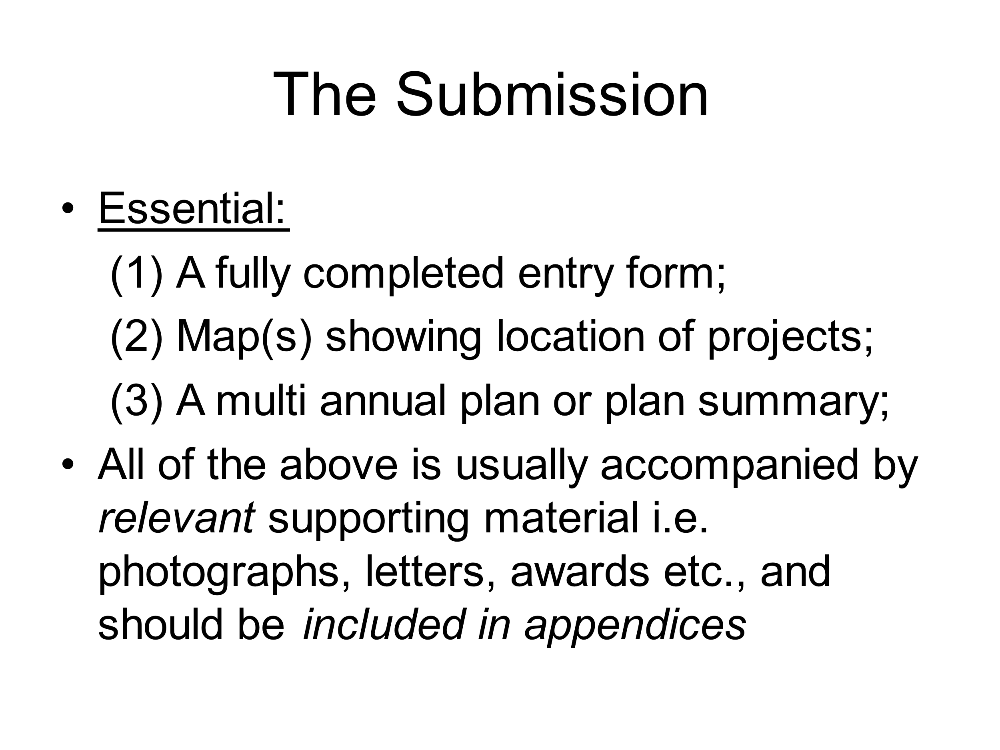 The Submission
• Essential:
(1) A fully completed entry form;
(2) Map(s) showing location of projects;
(3) A multi annual plan or plan summary;
• All of the above is usually accompanied by
relevant supporting material i.e.
photographs, letters, awards etc., and
should be included in appendices